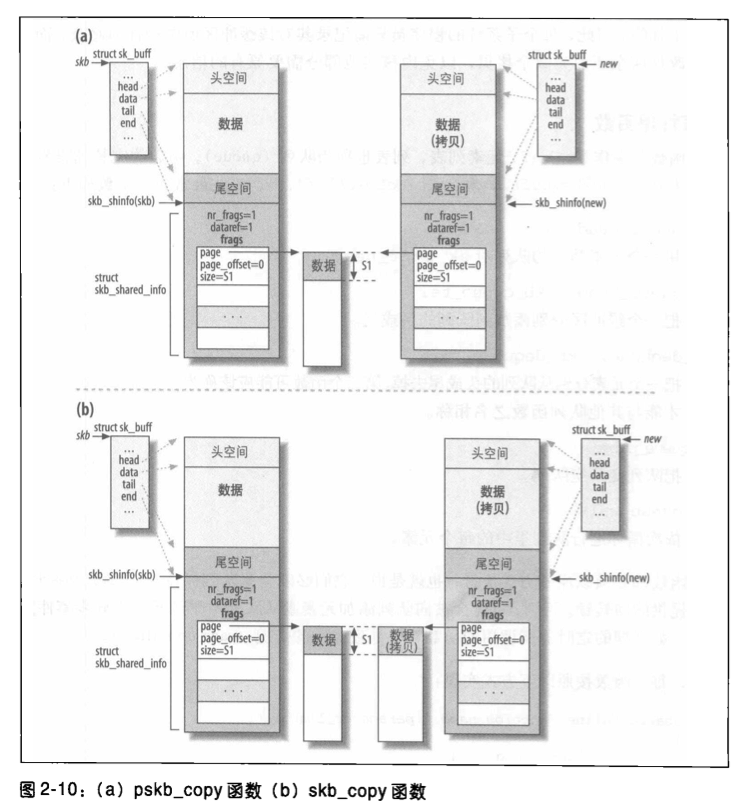 (a)
struct sk_buff
skb
...
head
data
tail
end
...
头空间
数据
尾空间
skb_shinfo(skb)
nr_frags=1
dataref=1
frags
page
page_offset=0
size=S1
...
struct
skb_shared_info
数据
S1
头空间
数据
(拷贝)
尾空间
nr_frags=1
dataref=1
frags
page
page_offset=0
size=S1
...
struct sk_buff
new
...
head
data
tail
end
...
skb_shinfo(new)
(b)
struct sk_buff
skb
...
head
data
tail
end
...
头空间
数据
尾空间
skb_shinfo(skb)
nr_frags=1
dataref=1
frags
page
page_offset=0
size=S1
...
struct
skb_shared_info
数据
S1
数据
(拷贝)
头空间
数据
(拷贝)
尾空间
nr_frags=1
dataref=1
frags
page
page_offset=0
size=S1
...
struct sk_buff
new
...
head
data
tail
end
...
skb_shinfo(new)
图 2-10：(a) pskb_copy 函数 (b) skb_copy 函数